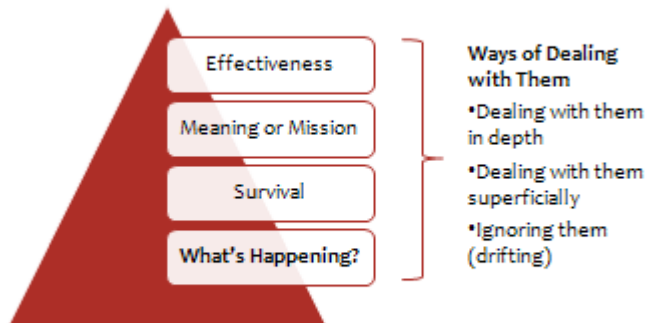 Effectiveness
Meaning or Mission
Survival
What's Happening?
Ways of Dealing
with Them
•Dealing with them
in depth
•Dealing with them
superficially
•Ignoring them
(drifting)